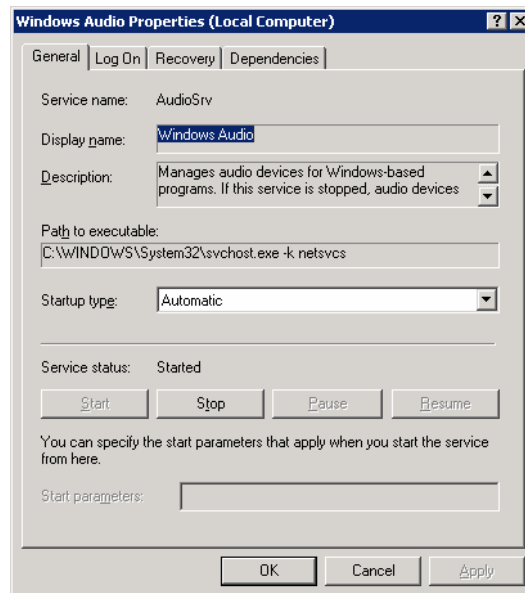 Windows Audio Properties (Local Computer)
General Log On Recovery Dependencies
Service name: AudioSrv
Display name: Windows Audio
Description: Manages audio devices for Windows-based
programs. If this service is stopped, audio devices
Path to executable:
C:\WINDOWS\System32\svchost.exe -k netsvcs
Startup type: Automatic
Service status: Started
Start Stop Pause Resume
You can specify the start parameters that apply when you start the service
from here.
Start parameters:
OK Cancel Apply